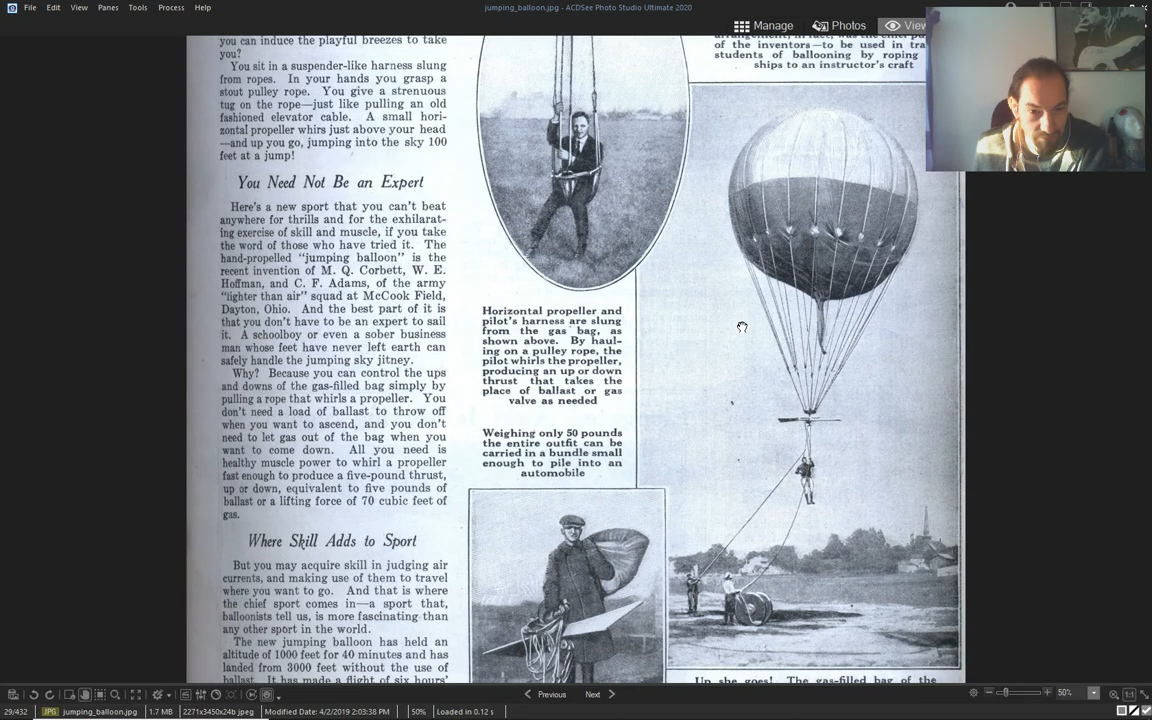 jumping_balloon.jpg - ACDSee Photo Studio Ultimate 2020
File Edit View Panes Tools Process Help
Manage Photos View
you can induce the playful breezes to take
you?
You sit in a suspender-like harness slung
from ropes. In your hands you grasp a
stout pulley rope. You give a strenuous
tug on the rope—just like pulling an old
fashioned elevator cable. A small hori-
zontal propeller whirs just above your head
—and up you go, jumping into the sky 100
feet at a jump!
You Need Not Be an Expert
Here's a new sport that you can't beat
anywhere for thrills and for the exhilarat-
ing exercise of skill and muscle, if you take
the word of those who have tried it. The
hand-propelled "jumping balloon" is the
recent invention of M. Q. Corbett, W. E.
Hoffman, and C. F. Adams, of the army
"lighter than air" squad at McCook Field,
Dayton, Ohio. And the best part of it is
that you don't have to be an expert to sail
it. A schoolboy or even a sober business
man whose feet have never left earth can
safely handle the jumping sky jitney.
Why? Because you can control the ups
and downs of the gas-filled bag simply by
pulling a rope that whirls a propeller. You
don't need a load of ballast to throw off
when you want to ascend, and you don't
need to let gas out of the bag when you
want to come down. All you need is
healthy muscle power to whirl a propeller
fast enough to produce a five-pound thrust,
up or down, equivalent to five pounds of
ballast or a lifting force of 70 cubic feet of
gas.
Where Skill Adds to Sport
But you may acquire skill in judging air
currents, and making use of them to travel
where you want to go. And that is where
the chief sport comes in—a sport that,
balloonists tell us, is more fascinating than
any other sport in the world.
The new jumping balloon has held an
altitude of 1000 feet for 40 minutes and has
landed from 3000 feet without the use of
ballast. It has made a flight of six hours'
Horizontal propeller and
pilot's harness are slung
from the gas bag, as
shown above. By haul-
ing on a pulley rope, the
pilot whirls the propeller,
producing an up or down
thrust that takes the
place of ballast or gas
valve as needed
Weighing only 50 pounds
the entire outfit can be
carried in a bundle small
enough to pile into an
automobile
of the inventors—to be used in tra
students of ballooning by roping
ships to an instructor's craft
Up she goes! The gas-filled bag of the
Previous Next
50%
29/432 JPG jumping_balloon.jpg 1.7 MB 2271x3450x24b jpeg Modified Date: 4/2/2019 2:03:38 PM 50% Loaded in 0.12 s